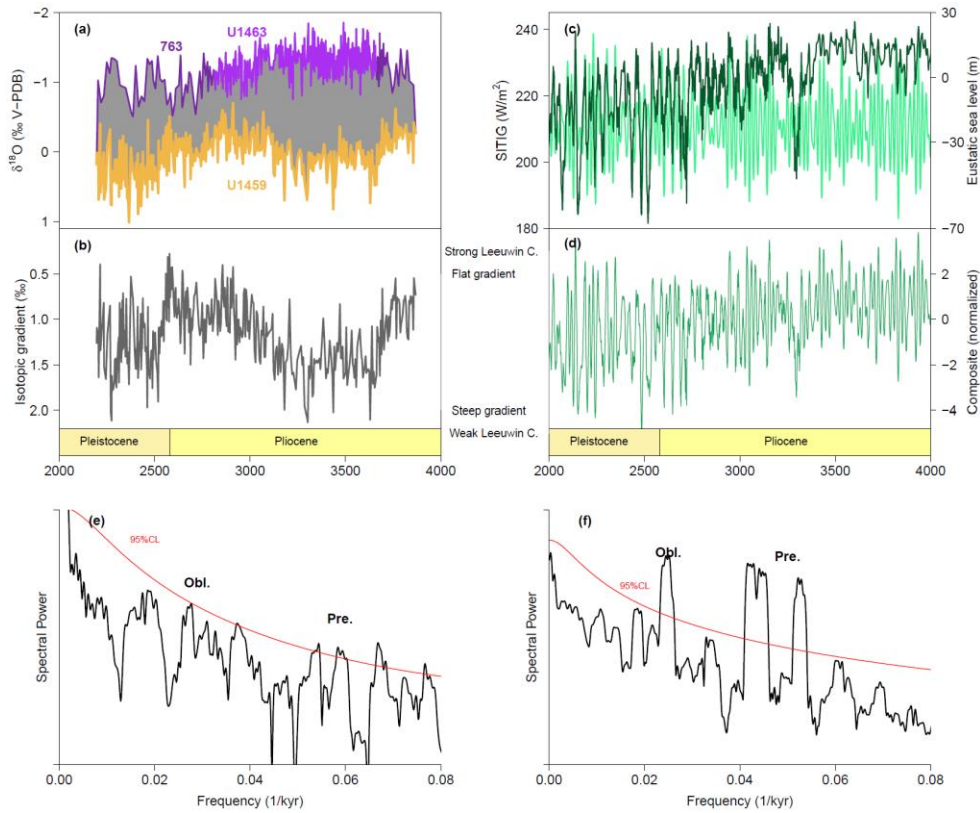 (a)
763
U1463
U1459
−2
−1
0
1
δ18O (‰ V−PDB)
(b)
0.5
1.0
1.5
2.0
Isotopic gradient (‰)
Strong Leeuwin C.
Flat gradient
Steep gradient
Weak Leeuwin C.
Pleistocene
Pliocene
2000
2500
3000
3500
4000
(c)
240
220
200
180
SITIG (W/m2)
30
0
−30
−70
Eustatic sea level (m)
(d)
2
0
−2
−4
Composite (normalized)
Pleistocene
Pliocene
2000
2500
3000
3500
4000
(e)
95%CL
Obl.
Pre.
Spectral Power
0.00
0.02
0.04
0.06
0.08
Frequency (1/kyr)
(f)
Obl.
95%CL
Pre.
Spectral Power
0.00
0.02
0.04
0.06
0.08
Frequency (1/kyr)